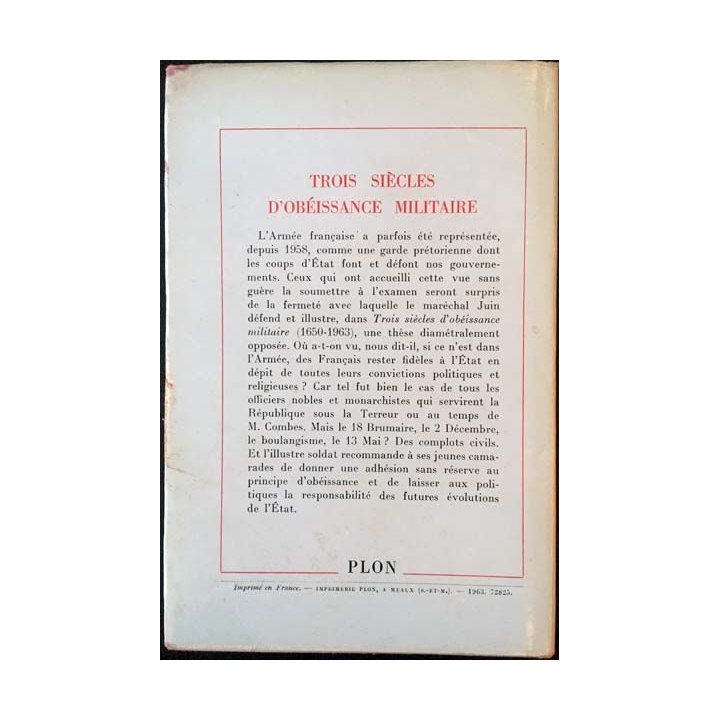 TROIS SIÈCLES
D'OBÉISSANCE MILITAIRE
L'Armée française a parfois été représentée,
depuis 1958, comme une garde prétorienne dont
les coups d'État font et défont nos gouverne-
ments. Ceux qui ont accueilli cette vue sans
guère la soumettre à l'examen seront surpris
de la fermeté avec laquelle le maréchal Juin
défend et illustre, dans Trois siècles d'obéissance
militaire (1650-1963), une thèse diamétralement
opposée. Où a-t-on vu, nous dit-il, si ce n'est dans
l'Armée, des Français rester fidèles à l'État en
dépit de toutes leurs convictions politiques et
religieuses ? Car tel fut bien le cas de tous les
officiers nobles et monarchistes qui servirent la
République sous la Terreur ou au temps de
M. Combes. Mais le 18 Brumaire, le 2 Décembre,
le boulangisme, le 13 Mai ? Des complots civils.
Et l'illustre soldat recommande à ses jeunes cama-
rades de donner une adhésion sans réserve au
principe d'obéissance et de laisser aux poli-
tiques la responsabilité des futures évolutions
de l'État.
PLON
Imprimé en France. — IMPRIMERIE PLON, A MEAUX (S.-ET-M.). — 1963. 72825.